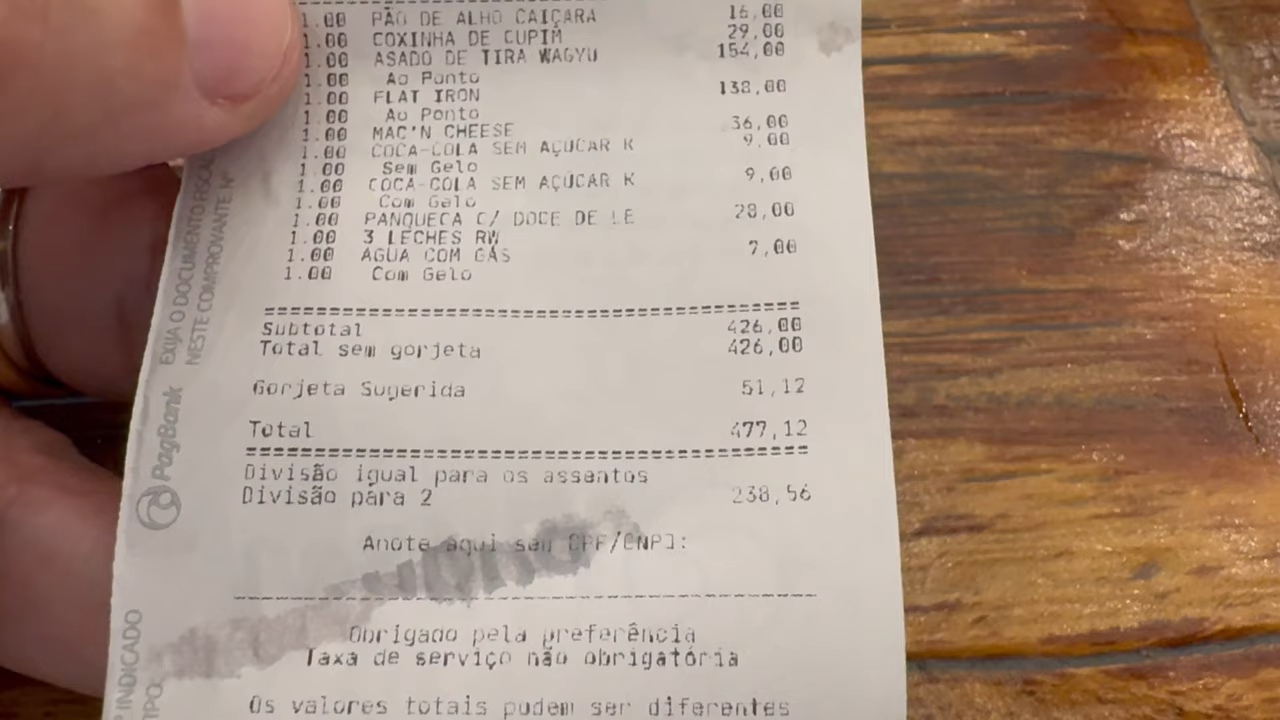 1.00 PÃO DE ALHO CAIÇARA 16,00
1.00 COXINHA DE CUPIM 29,00
1.00 ASADO DE TIRA WAGYU 154,00
1.00 Ao Ponto
1.00 FLAT IRON 138,00
1.00 Ao Ponto
1.00 MAC'N CHEESE 36,00
1.00 COCA-COLA SEM AÇUCAR K 9,00
1.00 Sem Gelo
1.00 COCA-COLA SEM AÇUCAR K 9,00
1.00 Com Gelo
1.00 PANQUECA C/ DOCE DE LE 28,00
1.00 3 LECHES RW
1.00 AGUA COM GAS 7,00
1.00 Com Gelo
Subtotal 426,00
Total sem gorjeta 426,00
Gorjeta Sugerida 51,12
Total 477,12
Divisão igual para os assentos
Divisão para 2 238,56
Anote aqui seu CPF/CNPJ:
Obrigado pela preferência
Taxa de serviço não obrigatória
Os valores totais podem ser diferentes
EXIJA O DOCUMENTO FISCAL
NESTE COMPROVANTE Nº
PagBank
INDICADO